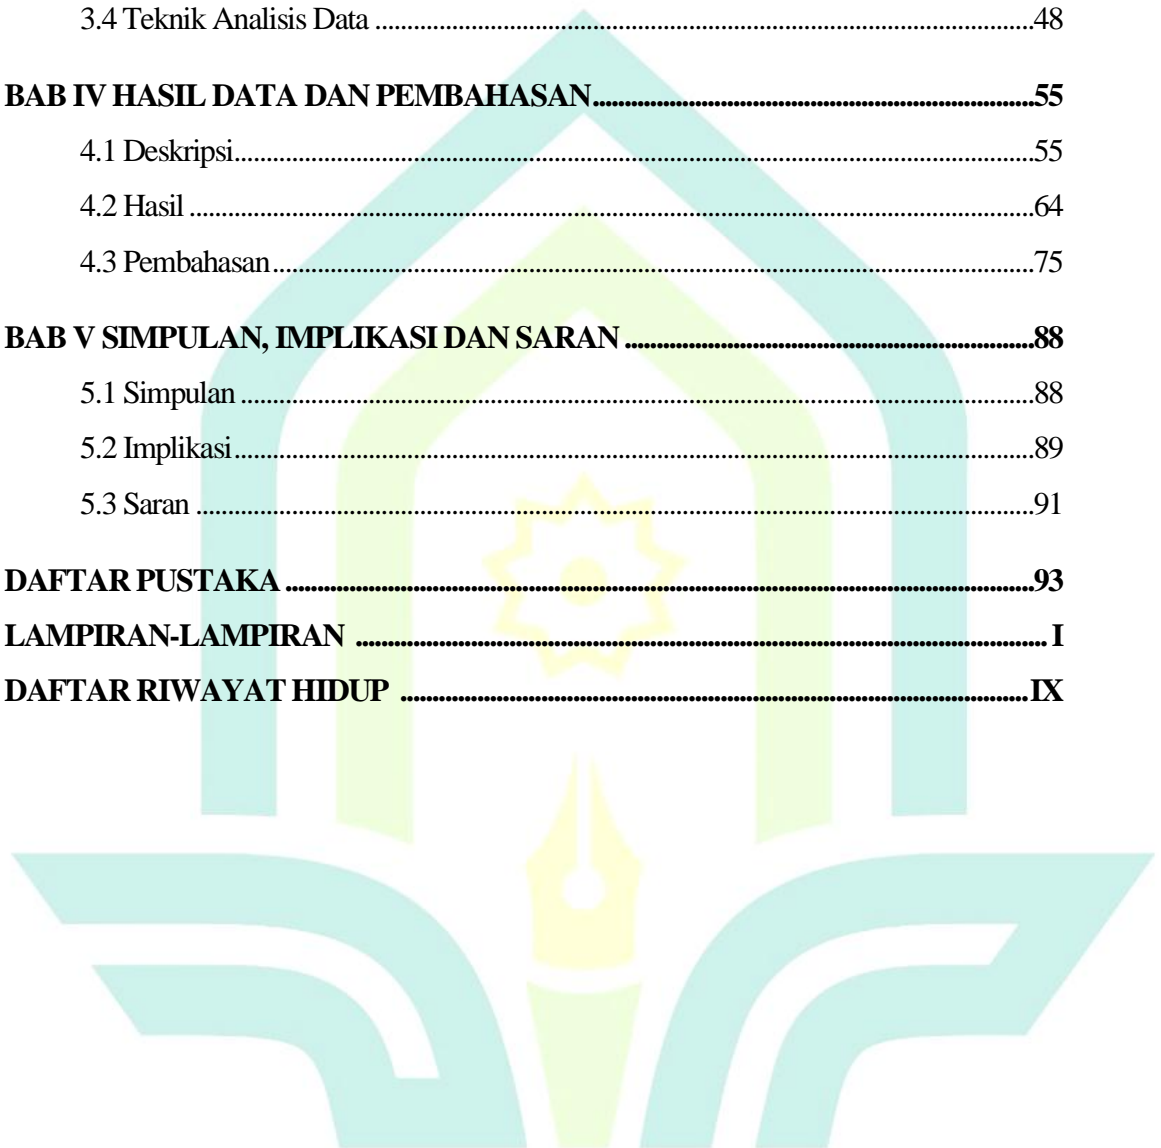 3.4 Teknik Analisis Data ........................................................................48
BAB IV HASIL DATA DAN PEMBAHASAN........................................................................55
4.1 Deskripsi........................................................................55
4.2 Hasil ........................................................................64
4.3 Pembahasan........................................................................75
BAB V SIMPULAN, IMPLIKASI DAN SARAN ........................................................................88
5.1 Simpulan ........................................................................88
5.2 Implikasi........................................................................89
5.3 Saran ........................................................................91
DAFTAR PUSTAKA ........................................................................93
LAMPIRAN-LAMPIRAN ........................................................................ I
DAFTAR RIWAYAT HIDUP ........................................................................IX